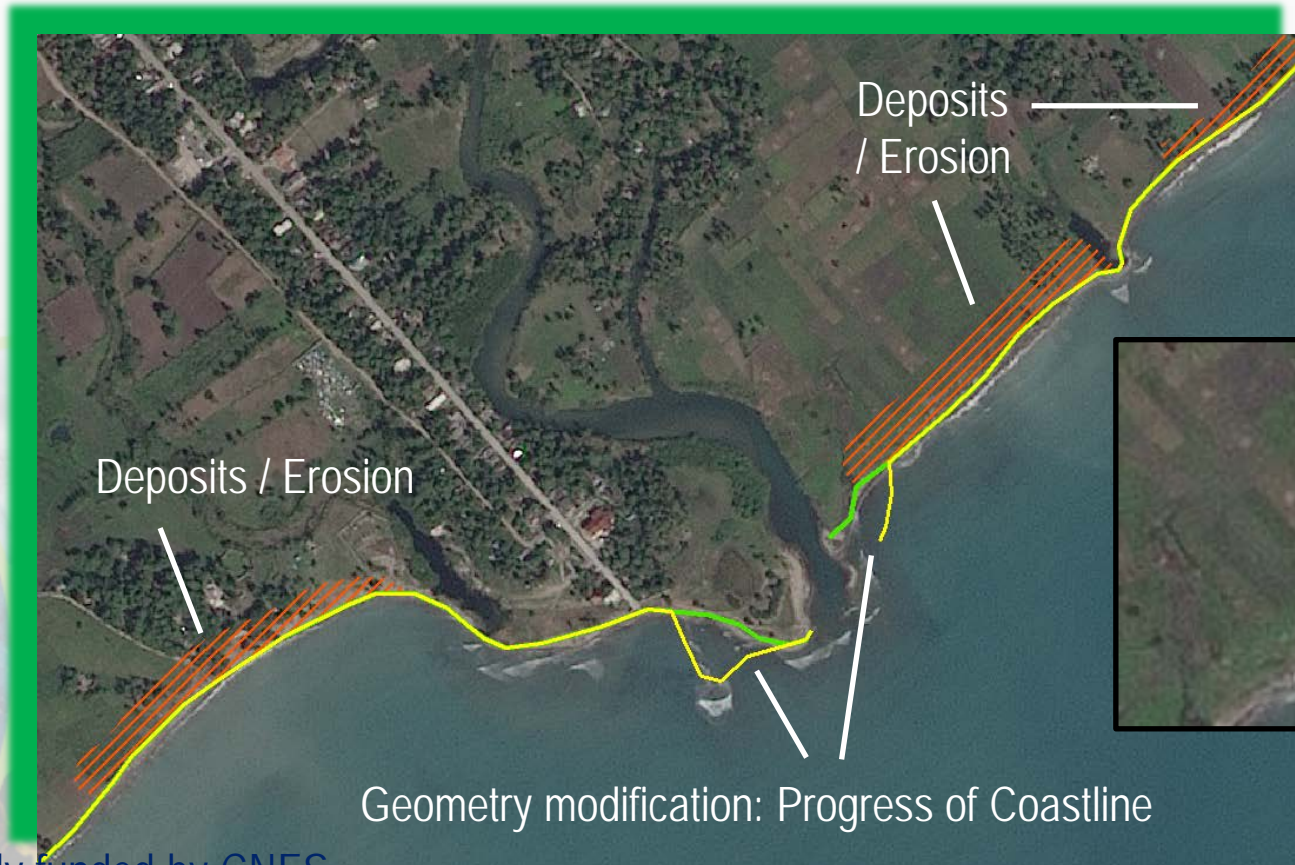 Deposits
/ Erosion
Deposits / Erosion
Geometry modification: Progress of Coastline
funded by CNES